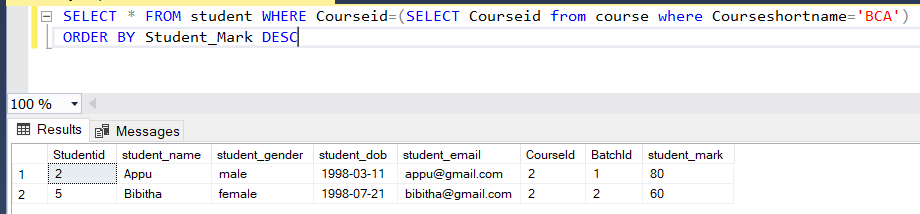 SELECT * FROM student WHERE Courseid=(SELECT Courseid from course where Courseshortname='BCA')
ORDER BY Student_Mark DESC
100 %
Results Messages
Studentid student_name student_gender student_dob student_email CourseId BatchId student_mark
1 2 Appu male 1998-03-11 appu@gmail.com 2 1 80
2 5 Bibitha female 1998-07-21 bibitha@gmail.com 2 2 60